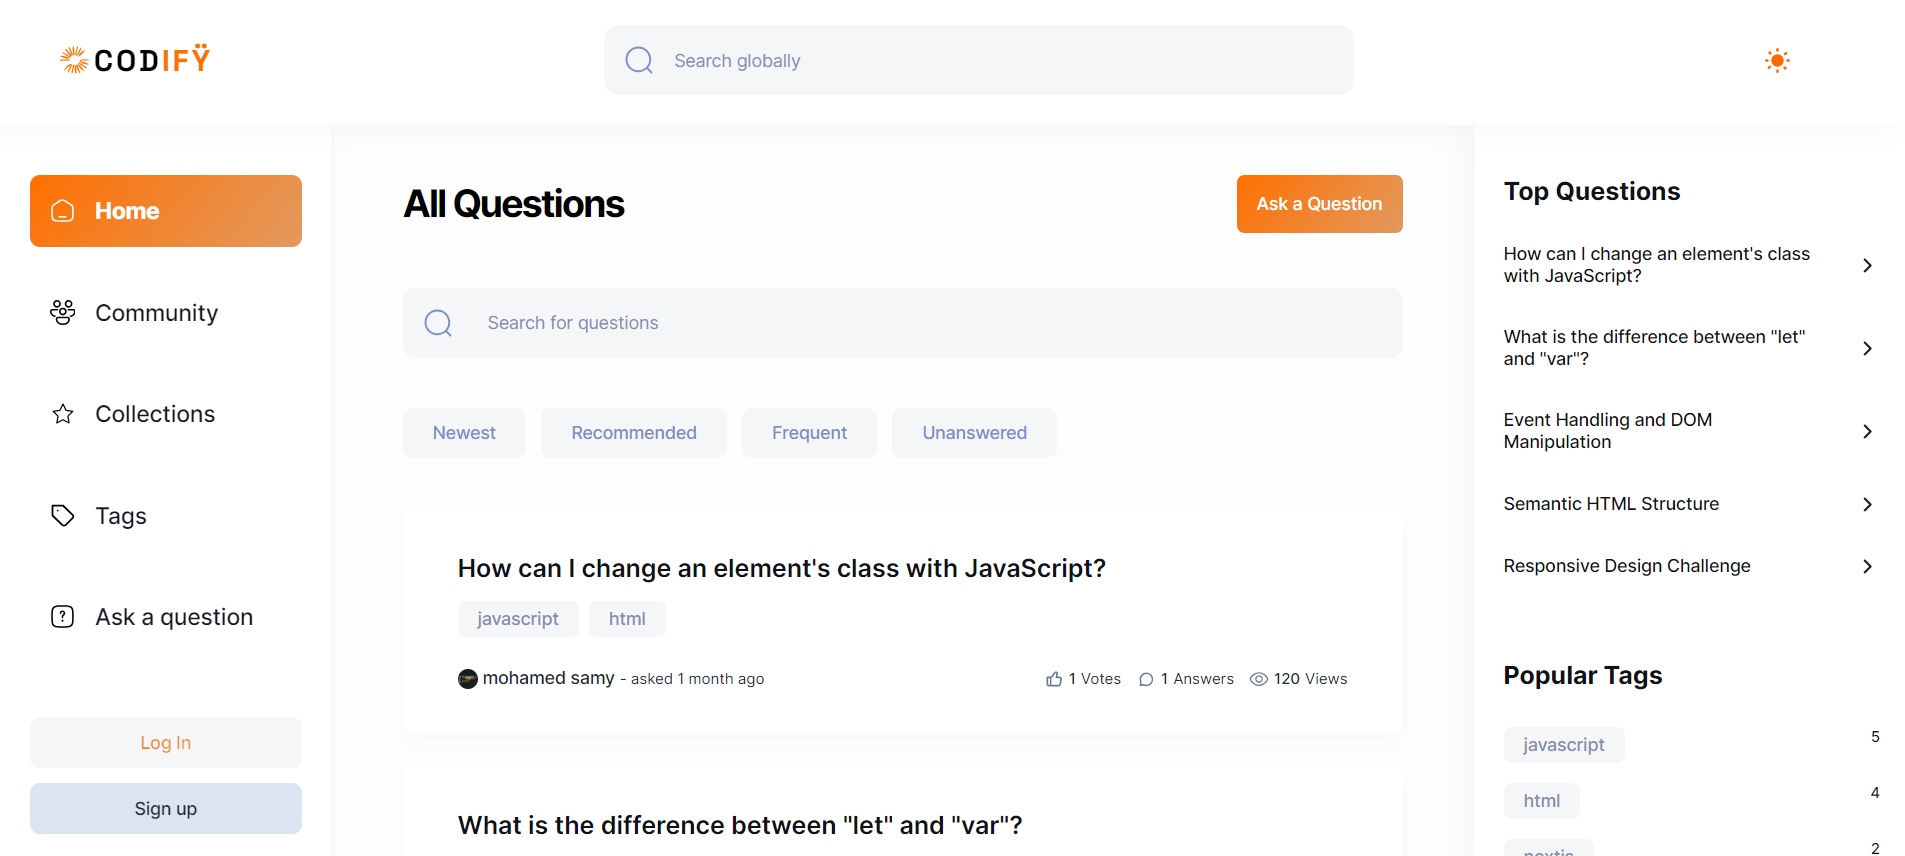 CODIFŸ
Search globally
Home
Community
Collections
Tags
Ask a question
Log In
Sign up
All Questions
Ask a Question
Search for questions
Newest
Recommended
Frequent
Unanswered
How can I change an element's class with JavaScript?
javascript
html
mohamed samy - asked 1 month ago
1 Votes
1 Answers
120 Views
What is the difference between "let" and "var"?
Top Questions
How can I change an element's class
with JavaScript?
What is the difference between "let"
and "var"?
Event Handling and DOM
Manipulation
Semantic HTML Structure
Responsive Design Challenge
Popular Tags
javascript
5
html
4
2